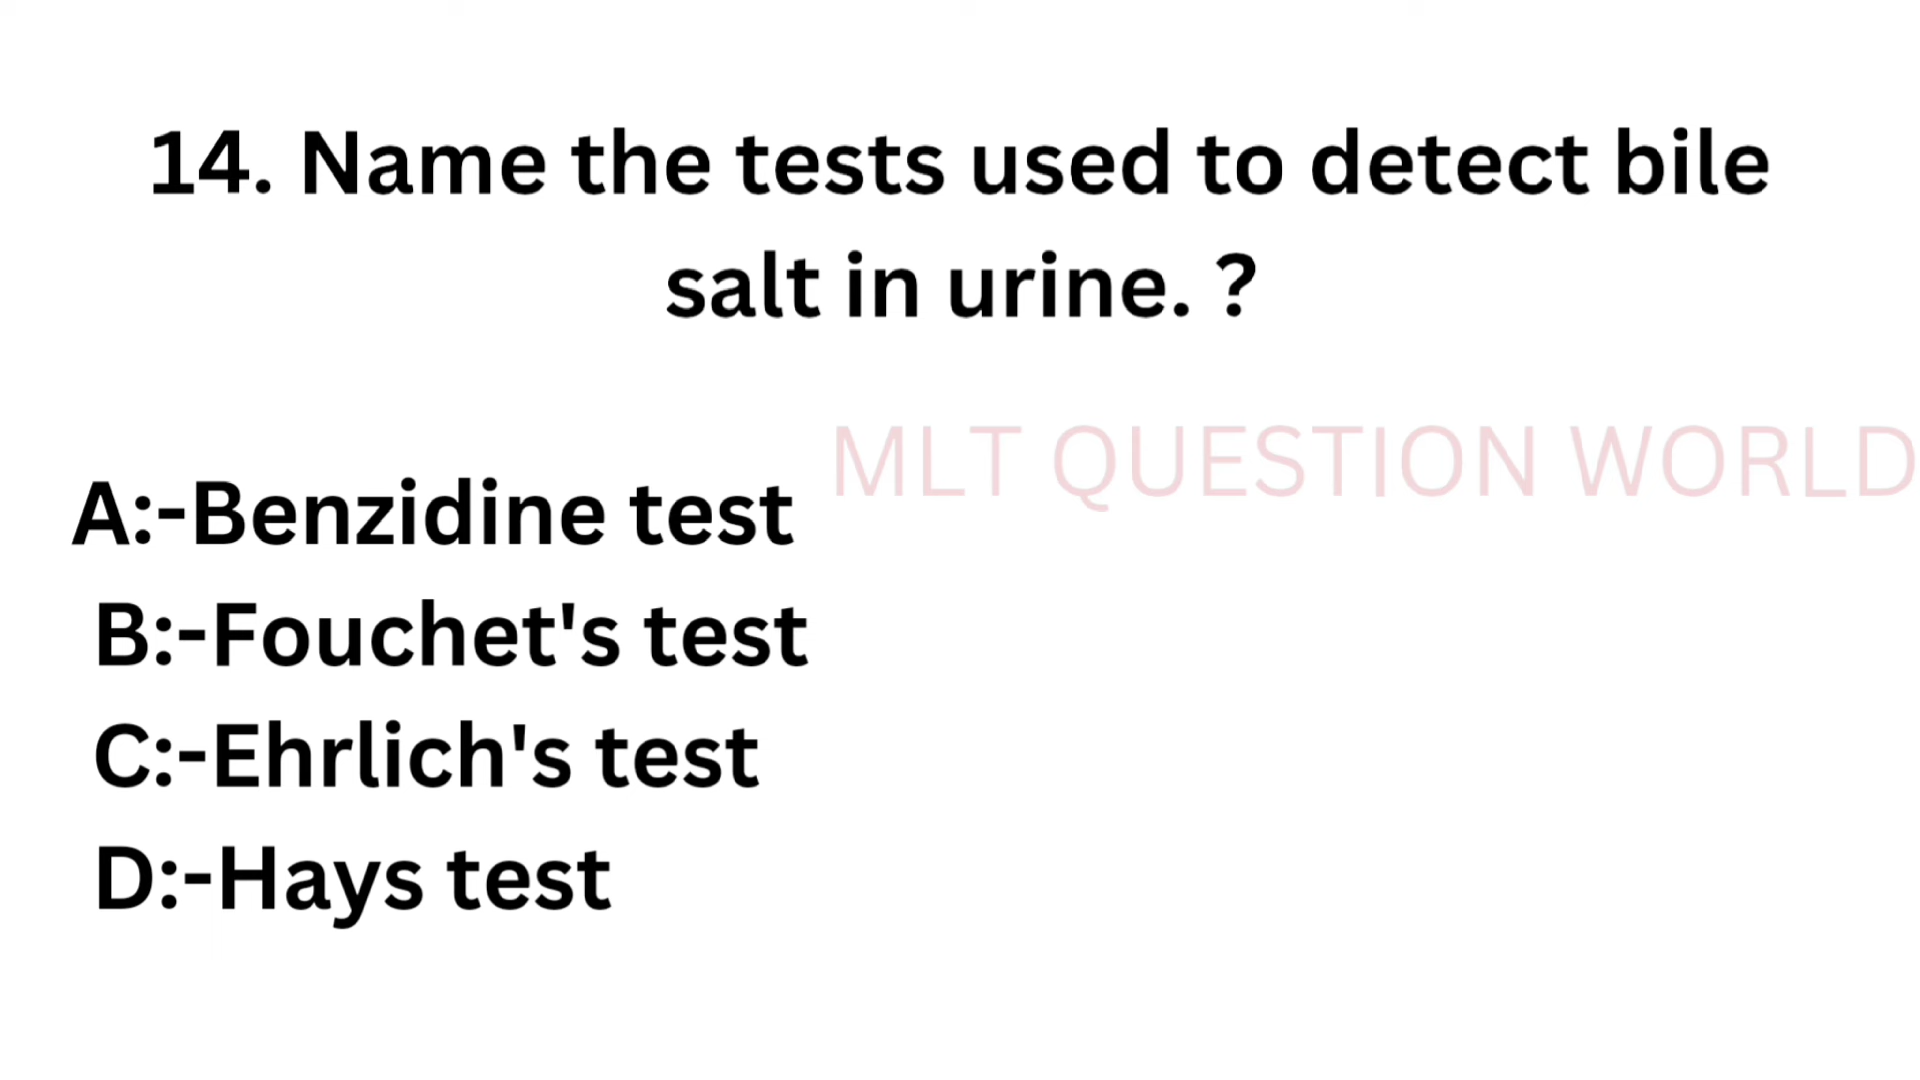 14. Name the tests used to detect bile
salt in urine. ?
MLT QUESTION WORLD
A:-Benzidine test
B:-Fouchet's test
C:-Ehrlich's test
D:-Hays test